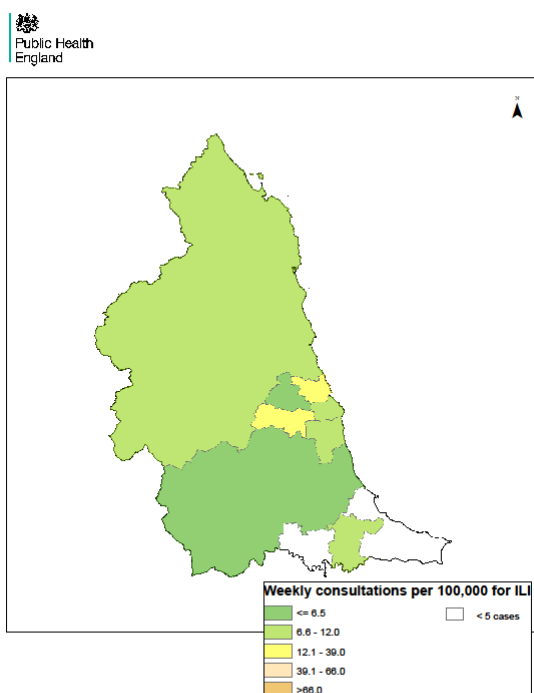 Public Health
England
N
Weekly consultations per 100,000 for ILI
<= 6.5
< 5 cases
6.6 - 12.0
12.1 - 39.0
39.1 - 66.0
>66.0